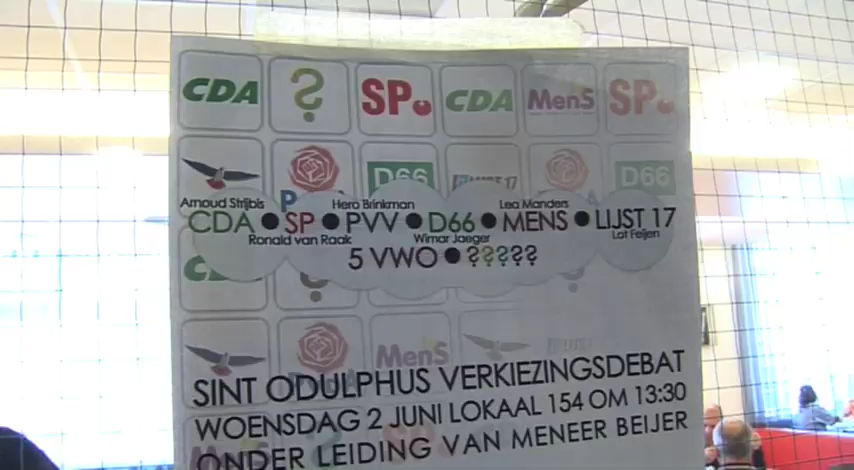 CDA ? SP. CDA MenS SP.
D66 LIJST 17 D66
Arnoud Strijbis Hero Brinkman Lea Manders
CDA ● SP ● PVV ● D66 ● MENS ● LIJST 17
Ronald van Raak Wimar Jaeger Lot Feijen
5 VWO ● ?????
MenS
SINT ODULPHUS VERKIEZINGSDEBAT
WOENSDAG 2 JUNI LOKAAL 154 OM 13:30
ONDER LEIDING VAN MENEER BEIJER